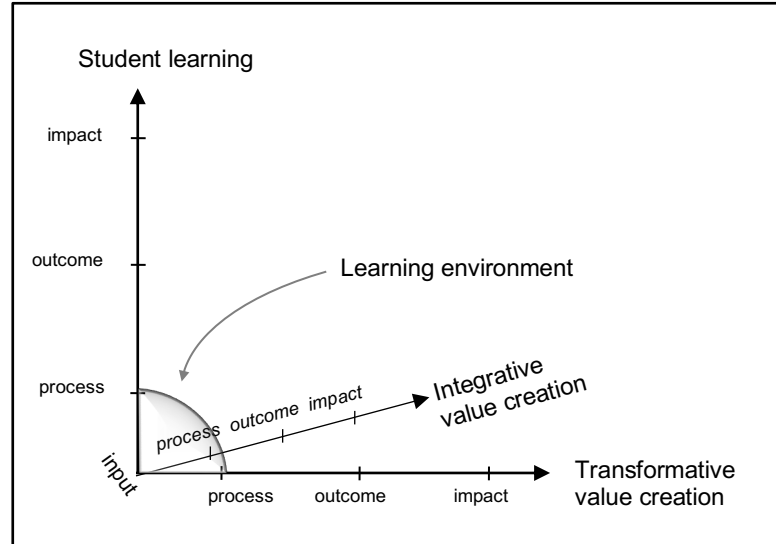 Student learning
impact
outcome
Learning environment
process
process outcome impact
Integrative
value creation
input
process
outcome
impact
Transformative
value creation